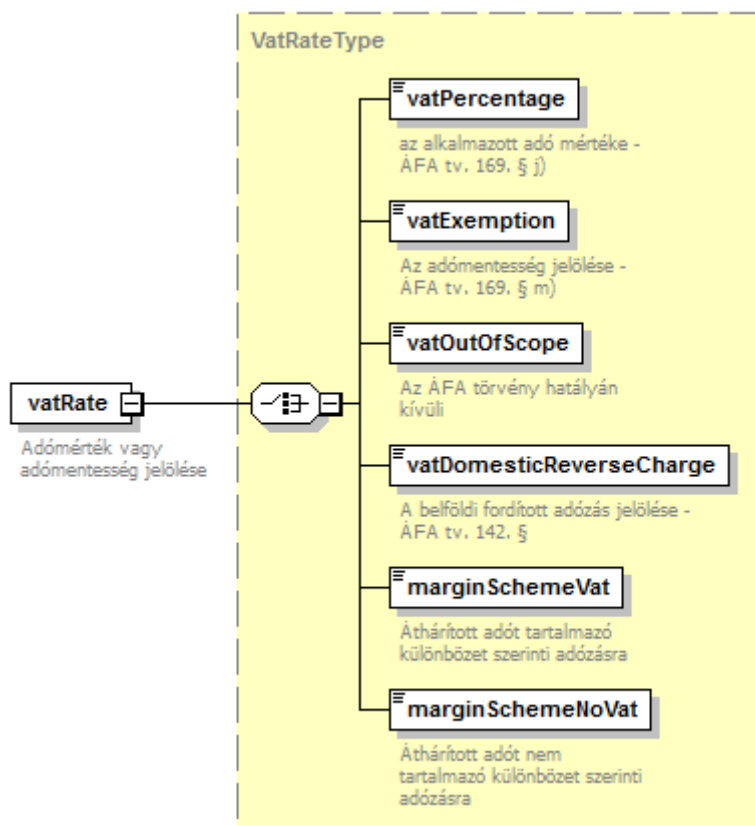 VatRateType
vatPercentage
az alkalmazott adó mértéke -
ÁFA tv. 169. § j)
vatExemption
Az adómentesség jelölése -
ÁFA tv. 169. § m)
vatOutOfScope
Az ÁFA törvény hatályán
kívüli
vatRate
Adómérték vagy
adómentesség jelölése
vatDomesticReverseCharge
A belföldi fordított adózás jelölése -
ÁFA tv. 142. §
marginSchemeVat
Áthárított adót tartalmazó
különbözet szerinti adózásra
marginSchemeNoVat
Áthárított adót nem
tartalmazó különbözet szerinti
adózásra